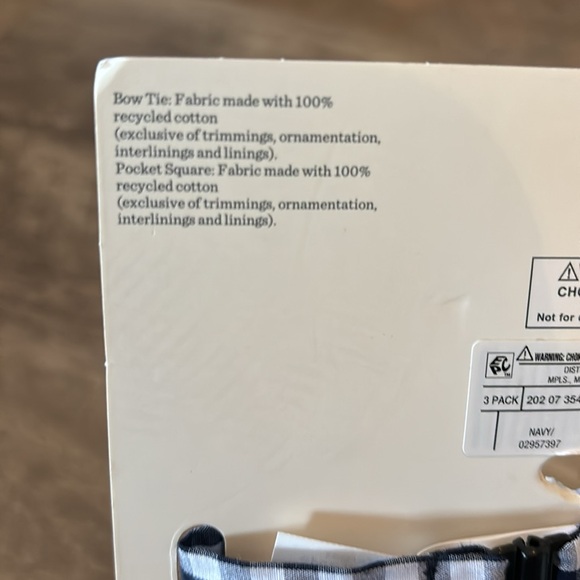 Bow Tie: Fabric made with 100%
recycled cotton
(exclusive of trimmings, ornamentation,
interlinings and linings).
Pocket Square: Fabric made with 100%
recycled cotton
(exclusive of trimmings, ornamentation,
interlinings and linings).
Not for
WARNING:
MPLS.,
3 PACK 202 07
NAVY/
02957397